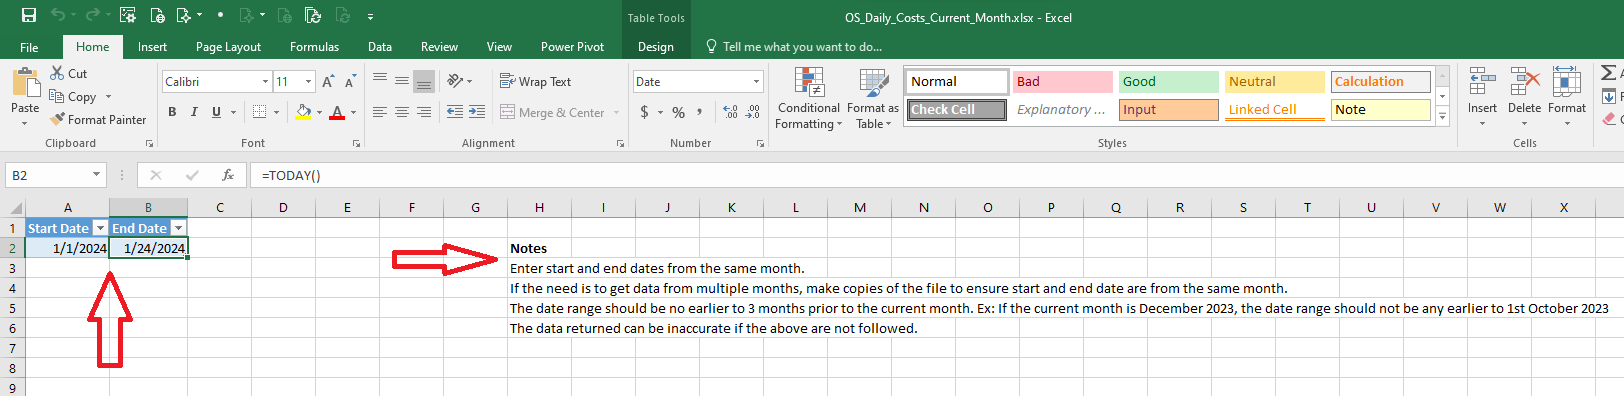 Table Tools
OS_Daily_Costs_Current_Month.xlsx - Excel
File Home Insert Page Layout Formulas Data Review View Power Pivot Design Tell me what you want to do...
Cut
Copy
Format Painter
Paste
Clipboard
Calibri 11
B I U
A A
A
Font
Wrap Text
Merge & Center
Alignment
Date
$ % ,
.0 .00
.00 .0
Number
Conditional Formatting
Format as Table
Normal Bad Good Neutral Calculation
Check Cell Explanatory ... Input Linked Cell Note
Styles
Insert Delete Format
Cells
B2 fx =TODAY()
A B C D E F G H I J K L M N O P Q R S T U V W X
1 Start Date End Date
2 1/1/2024 1/24/2024 Notes
3 Enter start and end dates from the same month.
4 If the need is to get data from multiple months, make copies of the file to ensure start and end date are from the same month.
5 The date range should be no earlier to 3 months prior to the current month. Ex: If the current month is December 2023, the date range should not be any earlier to 1st October 2023
6 The data returned can be inaccurate if the above are not followed.
7
8
9